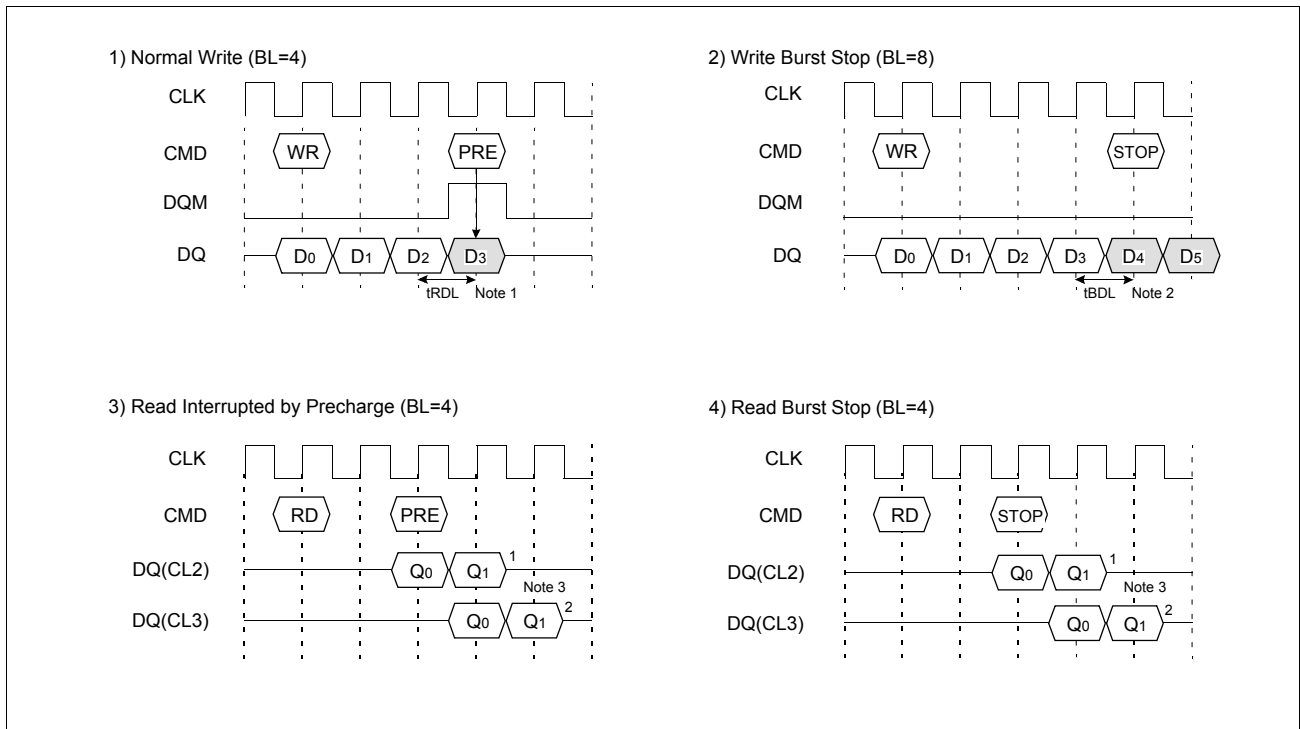 1) Normal Write (BL=4)
CLK
CMD WR PRE
DQM
DQ D0 D1 D2 D3
tRDL Note 1
2) Write Burst Stop (BL=8)
CLK
CMD WR STOP
DQM
DQ D0 D1 D2 D3 D4 D5
tBDL Note 2
3) Read Interrupted by Precharge (BL=4)
CLK
CMD RD PRE
DQ(CL2) Q0 Q1 1
Note 3
DQ(CL3) Q0 Q1 2
4) Read Burst Stop (BL=4)
CLK
CMD RD STOP
DQ(CL2) Q0 Q1 1
Note 3
DQ(CL3) Q0 Q1 2